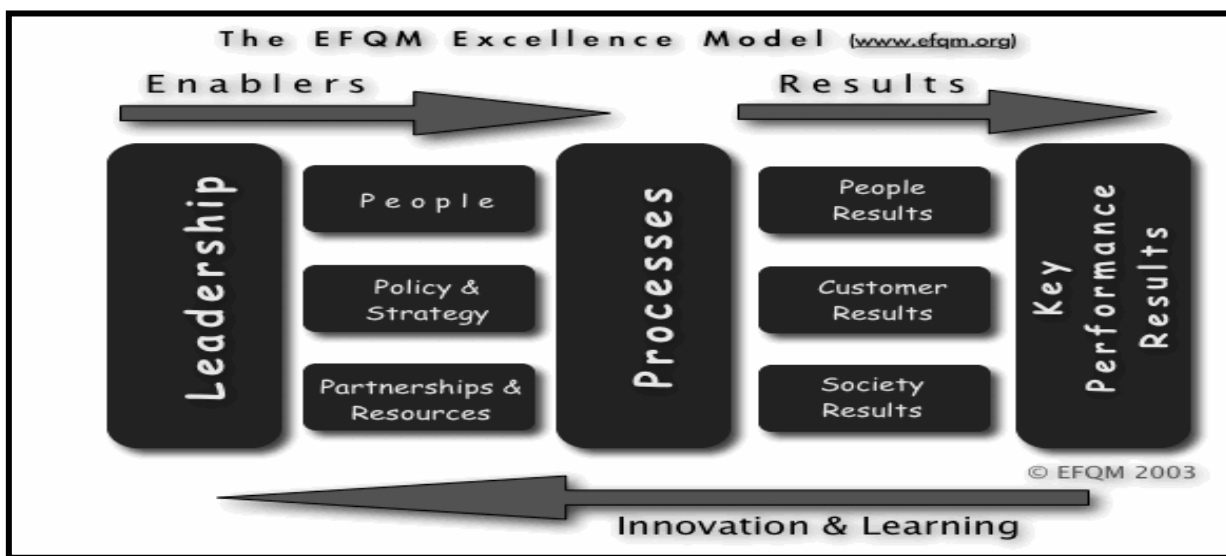 The EFQM Excellence Model (www.efqm.org)
Enablers
Results
Leadership
People
Policy &
Strategy
Partnerships &
Resources
Processes
People
Results
Customer
Results
Society
Results
Key
Performance
Results
© EFQM 2003
Innovation & Learning